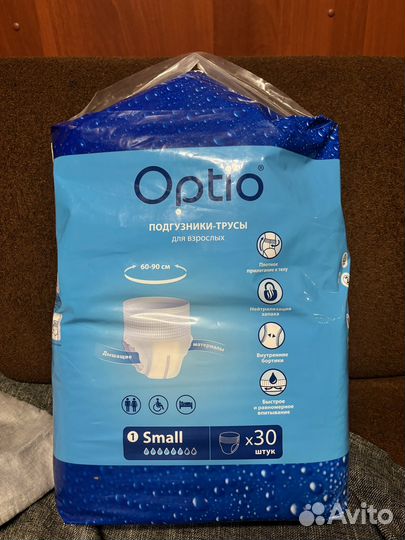 Optio®
ПОДГУЗНИКИ-ТРУСЫ
для взрослых
60-90 см
Плотное
прилегание к телу
Нейтрализация
запаха
Дышащие материалы
Внутренние
бортики
Быстрое
и равномерное
впитывание
1 Small
x30
штук
Avito